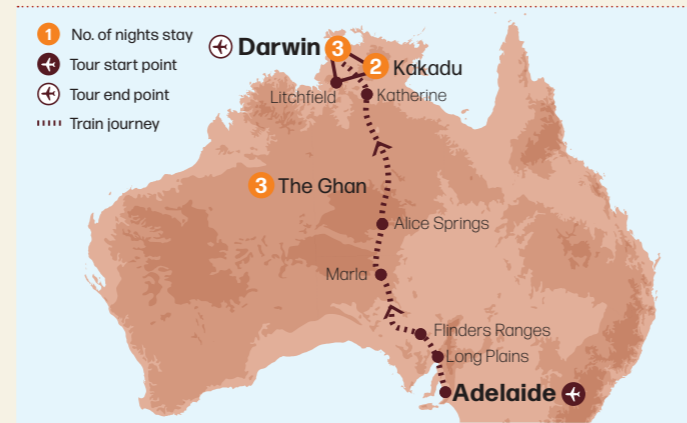 1 No. of nights stay
Tour start point
Tour end point
Train journey
Darwin 3
2 Kakadu
Litchfield
Katherine
3 The Ghan
Alice Springs
Marla
Flinders Ranges
Long Plains
Adelaide